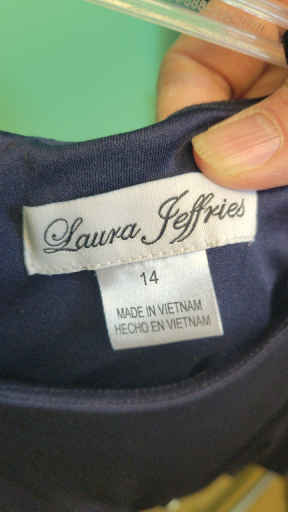 Laura Jeffries
14
MADE IN VIETNAM
HECHO EN VIETNAM